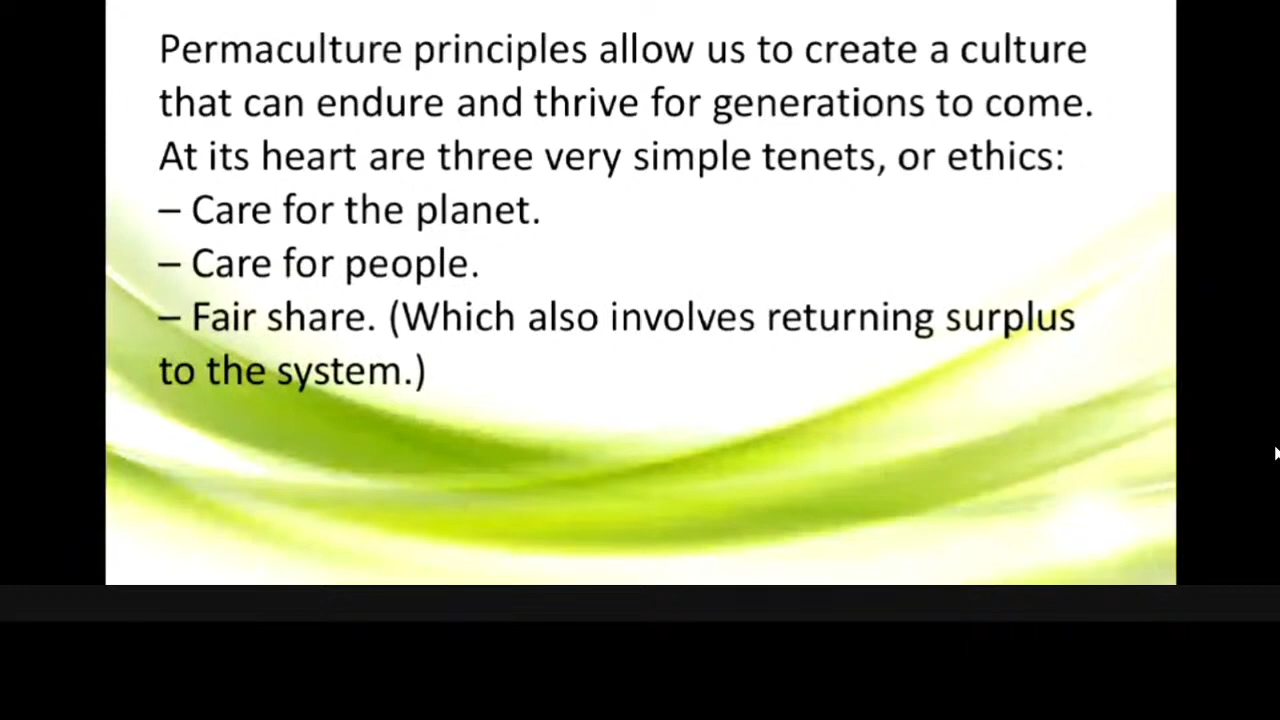 Permaculture principles allow us to create a culture
that can endure and thrive for generations to come.
At its heart are three very simple tenets, or ethics:
– Care for the planet.
– Care for people.
– Fair share. (Which also involves returning surplus
to the system.)